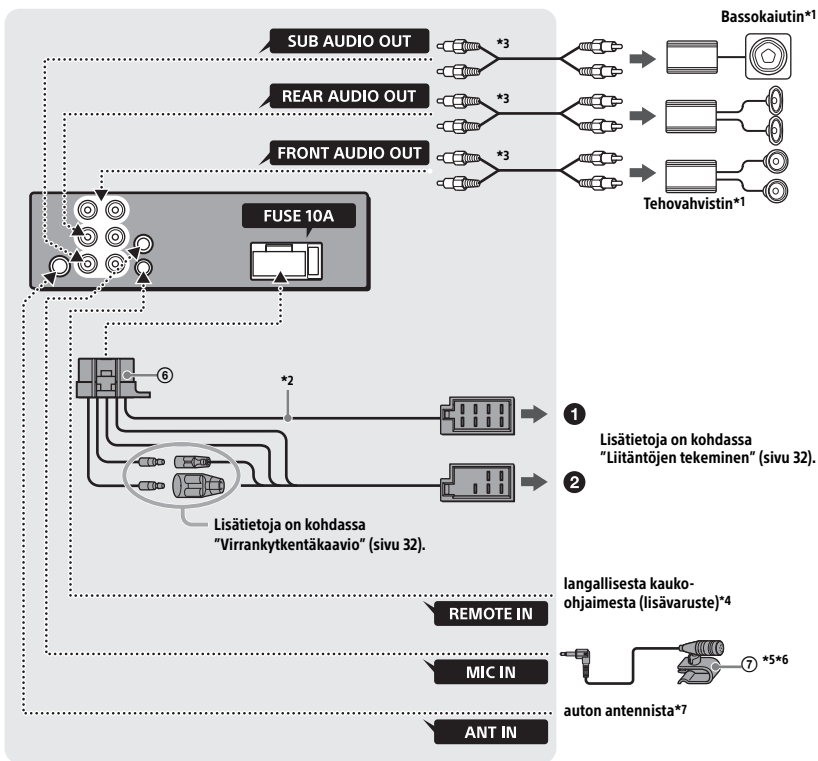 Bassokaiutin*1
SUB AUDIO OUT
*3
REAR AUDIO OUT
*3
FRONT AUDIO OUT
*3
Tehovahvistin*1
FUSE 10A
⑥
*2
❶
Lisätietoja on kohdassa
"Liitäntöjen tekeminen" (sivu 32).
❷
Lisätietoja on kohdassa
"Virrankytkentäkaavio" (sivu 32).
langallisesta kauko-
ohjaimesta (lisävaruste)*4
REMOTE IN
⑦ *5*6
MIC IN
auton antennista*7
ANT IN